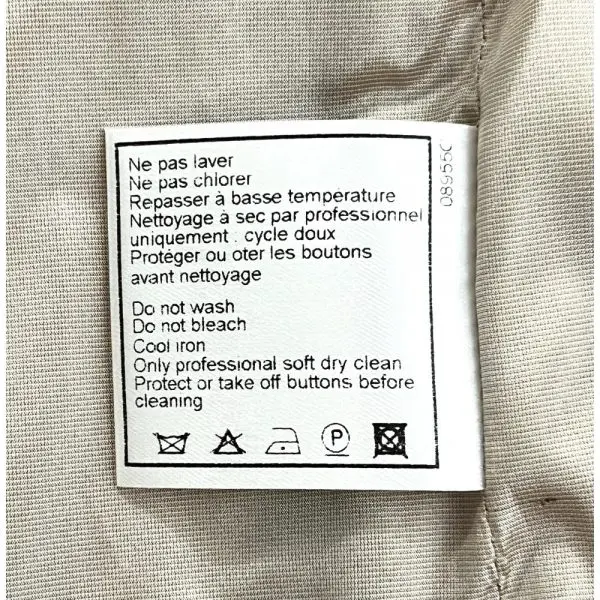 Ne pas laver
Ne pas chlorer
Repasser à basse température
Nettoyage à sec par professionnel
uniquement : cycle doux
Protéger ou oter les boutons
avant nettoyage
Do not wash
Do not bleach
Cool iron
Only professional soft dry clean
Protect or take off buttons before
cleaning
P
08955C